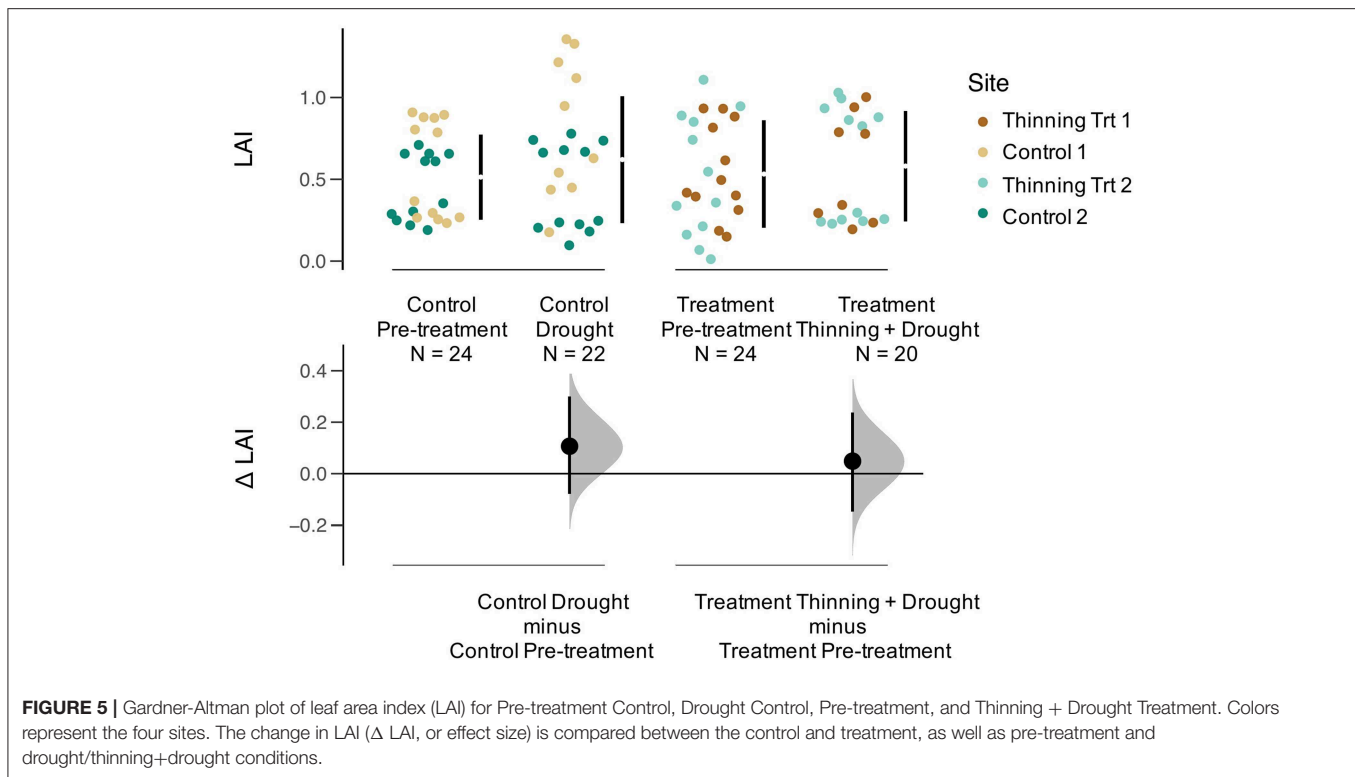 LAI
1.0
0.5
0.0
Control
Pre-treatment
N = 24
Control
Drought
N = 22
Treatment
Pre-treatment
N = 24
Treatment
Thinning + Drought
N = 20
Site
Thinning Trt 1
Control 1
Thinning Trt 2
Control 2
Δ LAI
0.4
0.2
0.0
−0.2
Control Drought
minus
Control Pre-treatment
Treatment Thinning + Drought
minus
Treatment Pre-treatment
FIGURE 5 | Gardner-Altman plot of leaf area index (LAI) for Pre-treatment Control, Drought Control, Pre-treatment, and Thinning + Drought Treatment. Colors
represent the four sites. The change in LAI (Δ LAI, or effect size) is compared between the control and treatment, as well as pre-treatment and
drought/thinning+drought conditions.